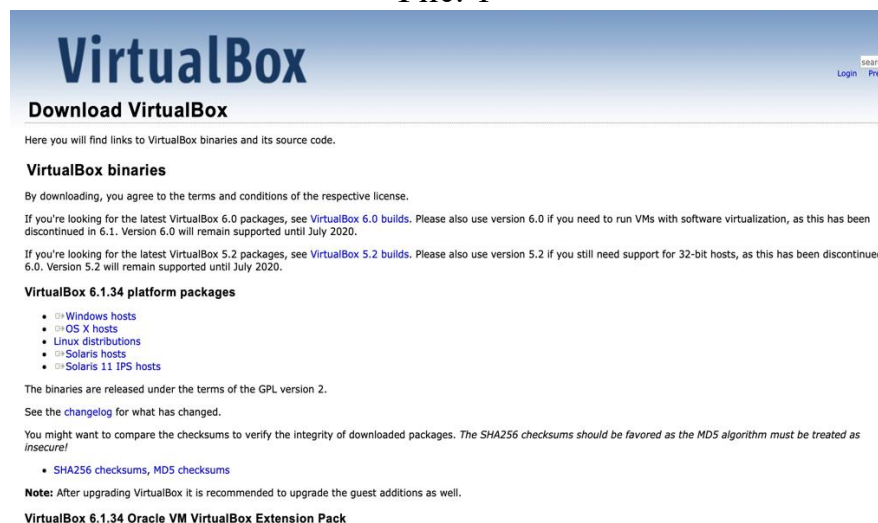 VirtualBox
Login
Download VirtualBox
Here you will find links to VirtualBox binaries and its source code.
VirtualBox binaries
By downloading, you agree to the terms and conditions of the respective license.
If you're looking for the latest VirtualBox 6.0 packages, see VirtualBox 6.0 builds. Please also use version 6.0 if you need to run VMs with software virtualization, as this has been
discontinued in 6.1. Version 6.0 will remain supported until July 2020.
If you're looking for the latest VirtualBox 5.2 packages, see VirtualBox 5.2 builds. Please also use version 5.2 if you still need support for 32-bit hosts, as this has been
6.0. Version 5.2 will remain supported until July 2020.
VirtualBox 6.1.34 platform packages
• Windows hosts
• OS X hosts
• Linux distributions
• Solaris hosts
• Solaris 11 IPS hosts
The binaries are released under the terms of the GPL version 2.
See the changelog for what has changed.
You might want to compare the checksums to verify the integrity of downloaded packages. The SHA256 checksums should be favored as the MD5 algorithm must be treated as
insecure!
• SHA256 checksums, MD5 checksums
Note: After upgrading VirtualBox it is recommended to upgrade the guest additions as well.
VirtualBox 6.1.34 Oracle VM VirtualBox Extension Pack